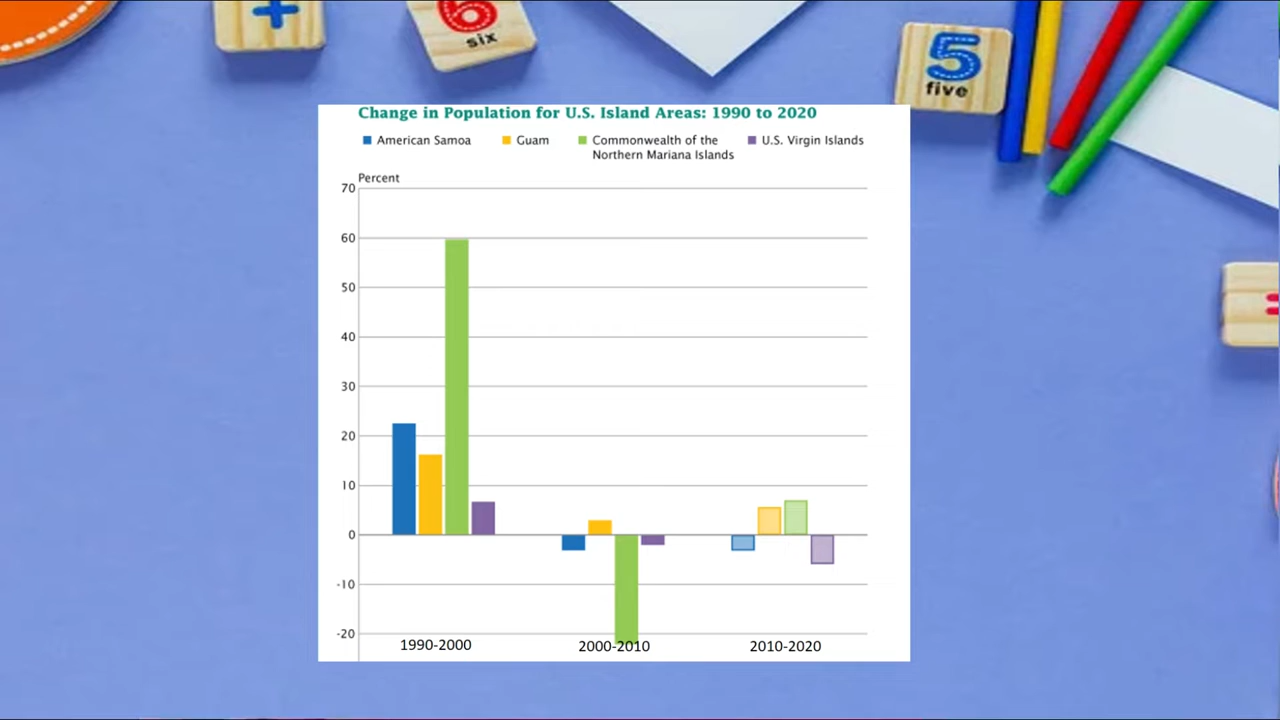 +
6
six
5
five
Change in Population for U.S. Island Areas: 1990 to 2020
American Samoa
Guam
Commonwealth of the
Northern Mariana Islands
U.S. Virgin Islands
Percent
70
60
50
40
30
20
10
0
-10
-20
1990-2000
2000-2010
2010-2020